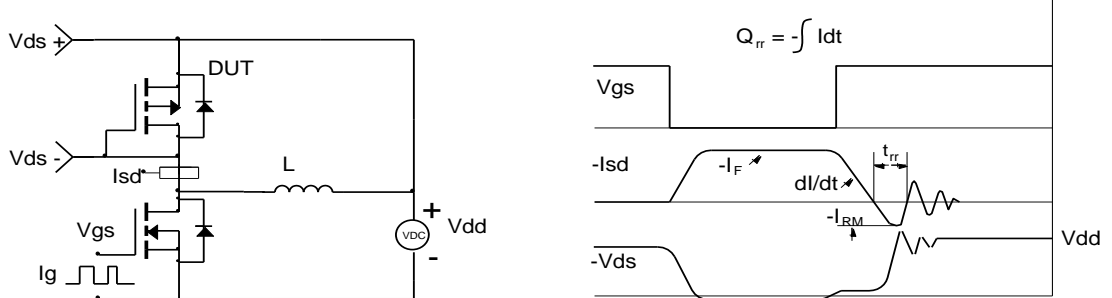 Vds +
DUT
Vds -
Isd
L
Vgs
Ig
+
VDC
-
Vdd
Qrr = -∫ Idt
Vgs
-Isd
-IF
trr
dI/dt
-IRM
Vdd
-Vds